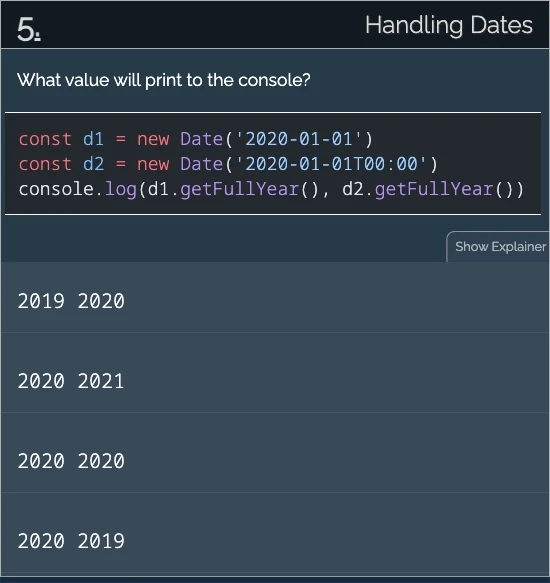 5.
Handling Dates
What value will print to the console?
const d1 = new Date('2020-01-01')
const d2 = new Date('2020-01-01T00:00')
console.log(d1.getFullYear(), d2.getFullYear())
Show Explainer
2019 2020
2020 2021
2020 2020
2020 2019